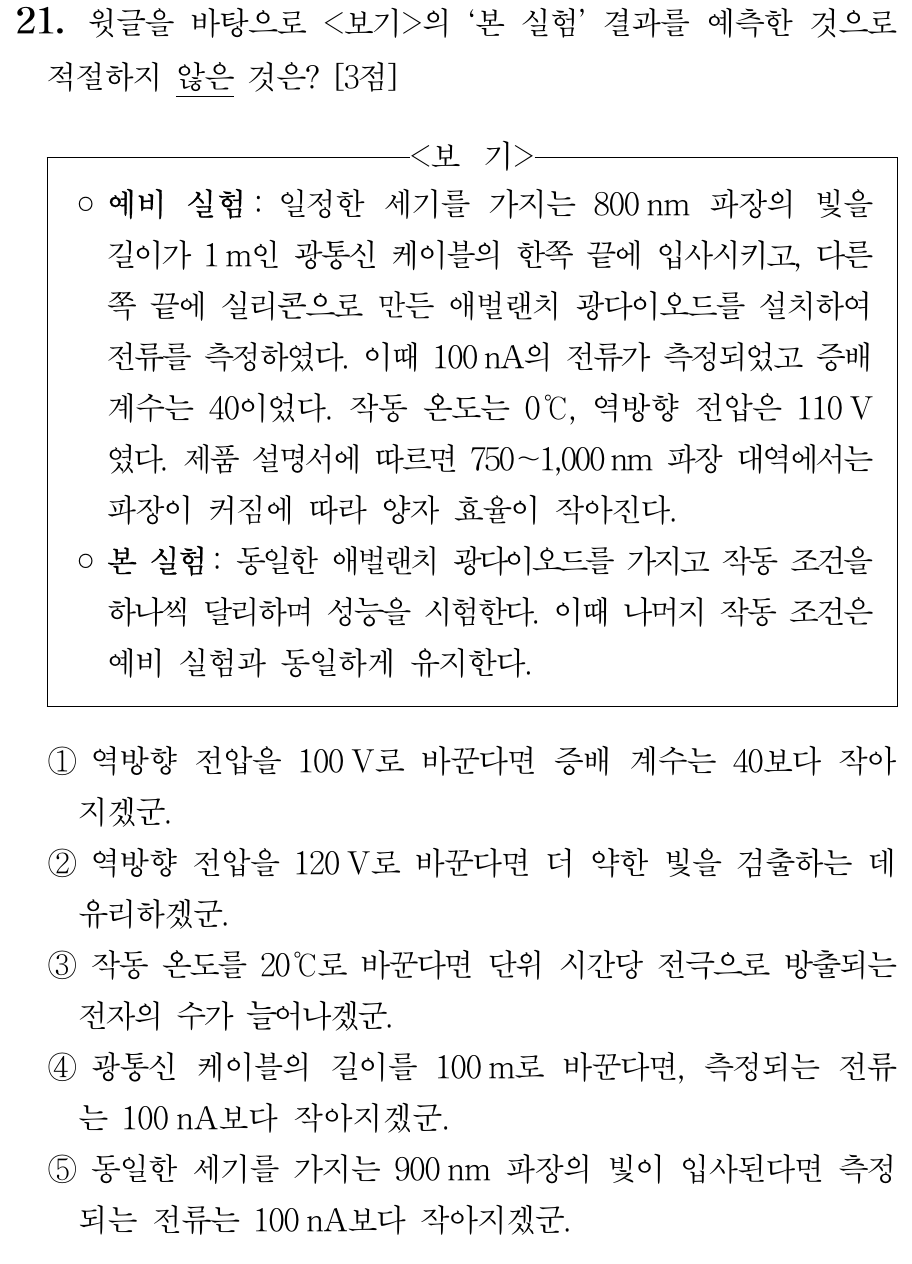 21. 윗글을 바탕으로 <보기>의 ‘본 실험’ 결과를 예측한 것으로
적절하지 않은 것은? [3점]
<보 기>
○ 예비 실험 : 일정한 세기를 가지는 800 nm 파장의 빛을
길이가 1 m인 광통신 케이블의 한쪽 끝에 입사시키고, 다른
쪽 끝에 실리콘으로 만든 애벌랜치 광다이오드를 설치하여
전류를 측정하였다. 이때 100 nA의 전류가 측정되었고 증배
계수는 40이었다. 작동 온도는 0℃, 역방향 전압은 110 V
였다. 제품 설명서에 따르면 750~1,000 nm 파장 대역에서는
파장이 커짐에 따라 양자 효율이 작아진다.
○ 본 실험 : 동일한 애벌랜치 광다이오드를 가지고 작동 조건을
하나씩 달리하며 성능을 시험한다. 이때 나머지 작동 조건은
예비 실험과 동일하게 유지한다.
① 역방향 전압을 100 V로 바꾼다면 증배 계수는 40보다 작아
지겠군.
② 역방향 전압을 120 V로 바꾼다면 더 약한 빛을 검출하는 데
유리하겠군.
③ 작동 온도를 20℃로 바꾼다면 단위 시간당 전극으로 방출되는
전자의 수가 늘어나겠군.
④ 광통신 케이블의 길이를 100 m로 바꾼다면, 측정되는 전류
는 100 nA보다 작아지겠군.
⑤ 동일한 세기를 가지는 900 nm 파장의 빛이 입사된다면 측정
되는 전류는 100 nA보다 작아지겠군.